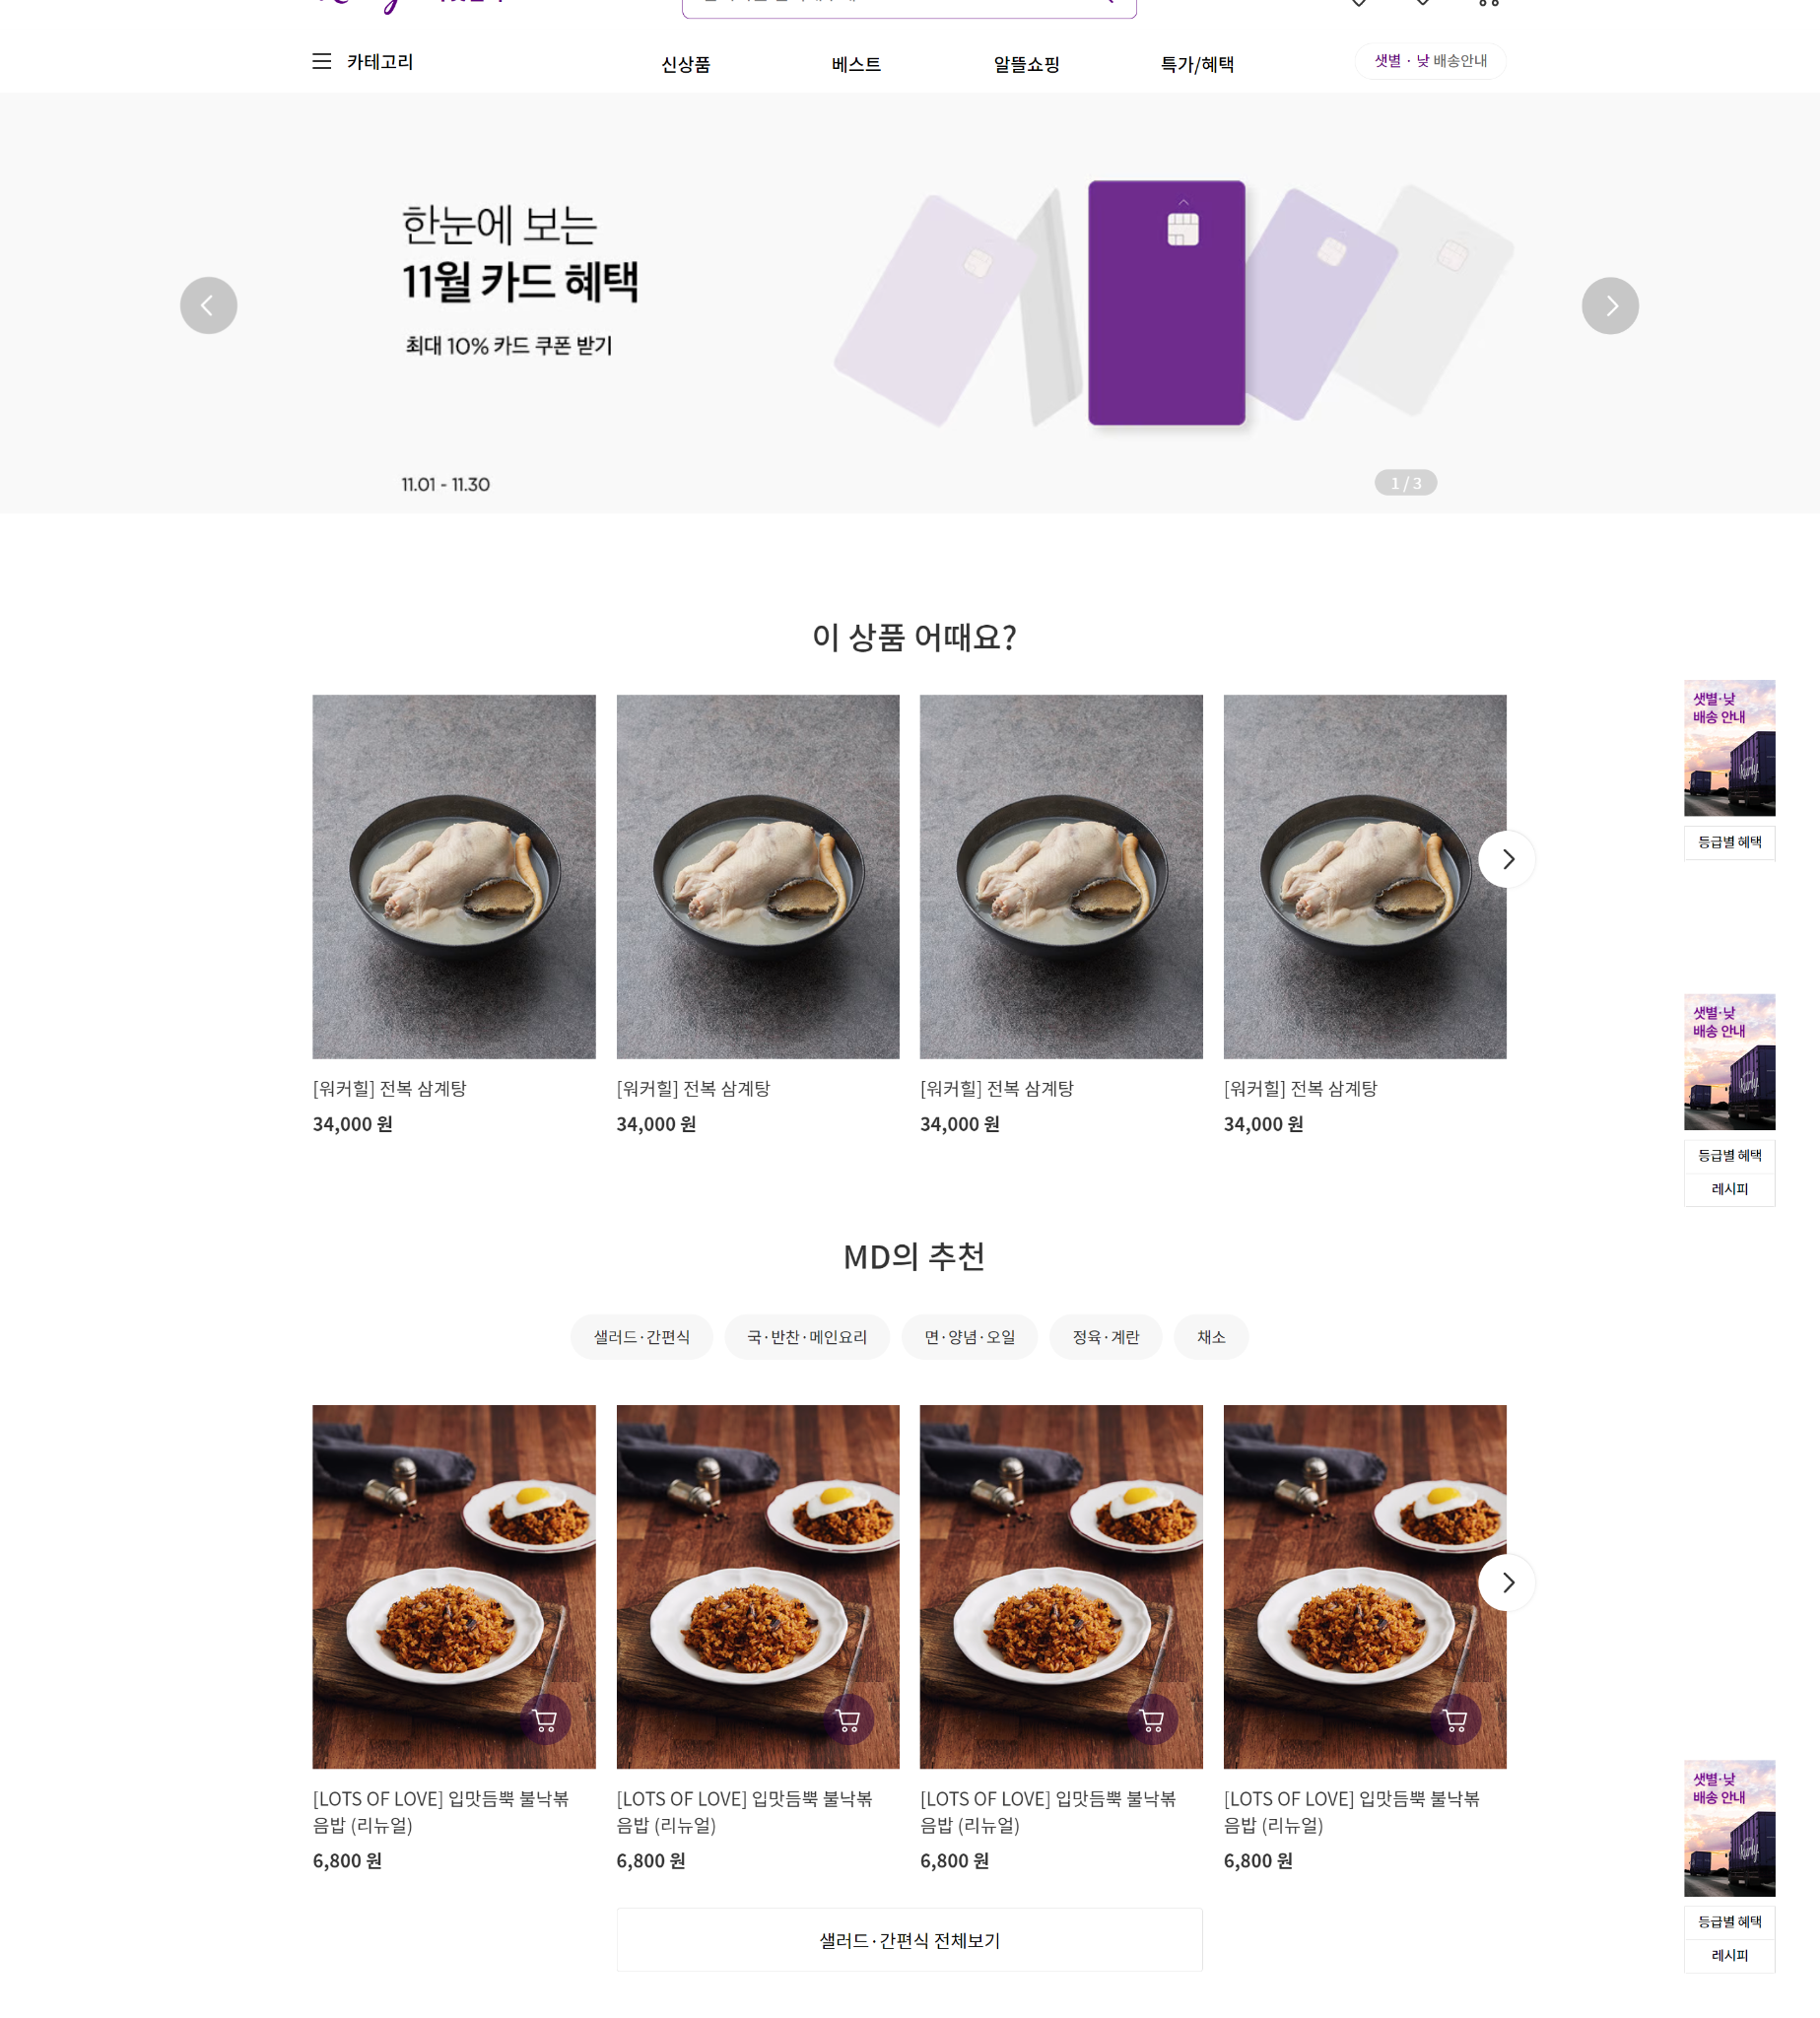 카테고리
신상품
베스트
알뜰쇼핑
특가/혜택
샛별 · 낮 배송안내
한눈에 보는
11월 카드 혜택
최대 10% 카드 쿠폰 받기
11.01 - 11.30
1 / 3
이 상품 어때요?
샛별·낮
배송 안내
Kurly
등급별 혜택
[워커힐] 전복 삼계탕
34,000 원
[워커힐] 전복 삼계탕
34,000 원
[워커힐] 전복 삼계탕
34,000 원
[워커힐] 전복 삼계탕
34,000 원
샛별·낮
배송 안내
Kurly
등급별 혜택
레시피
MD의 추천
샐러드·간편식
국·반찬·메인요리
면·양념·오일
정육·계란
채소
[LOTS OF LOVE] 입맛듬뿍 불낙볶
음밥 (리뉴얼)
6,800 원
[LOTS OF LOVE] 입맛듬뿍 불낙볶
음밥 (리뉴얼)
6,800 원
[LOTS OF LOVE] 입맛듬뿍 불낙볶
음밥 (리뉴얼)
6,800 원
[LOTS OF LOVE] 입맛듬뿍 불낙볶
음밥 (리뉴얼)
6,800 원
샛별·낮
배송 안내
Kurly
등급별 혜택
레시피
샐러드·간편식 전체보기